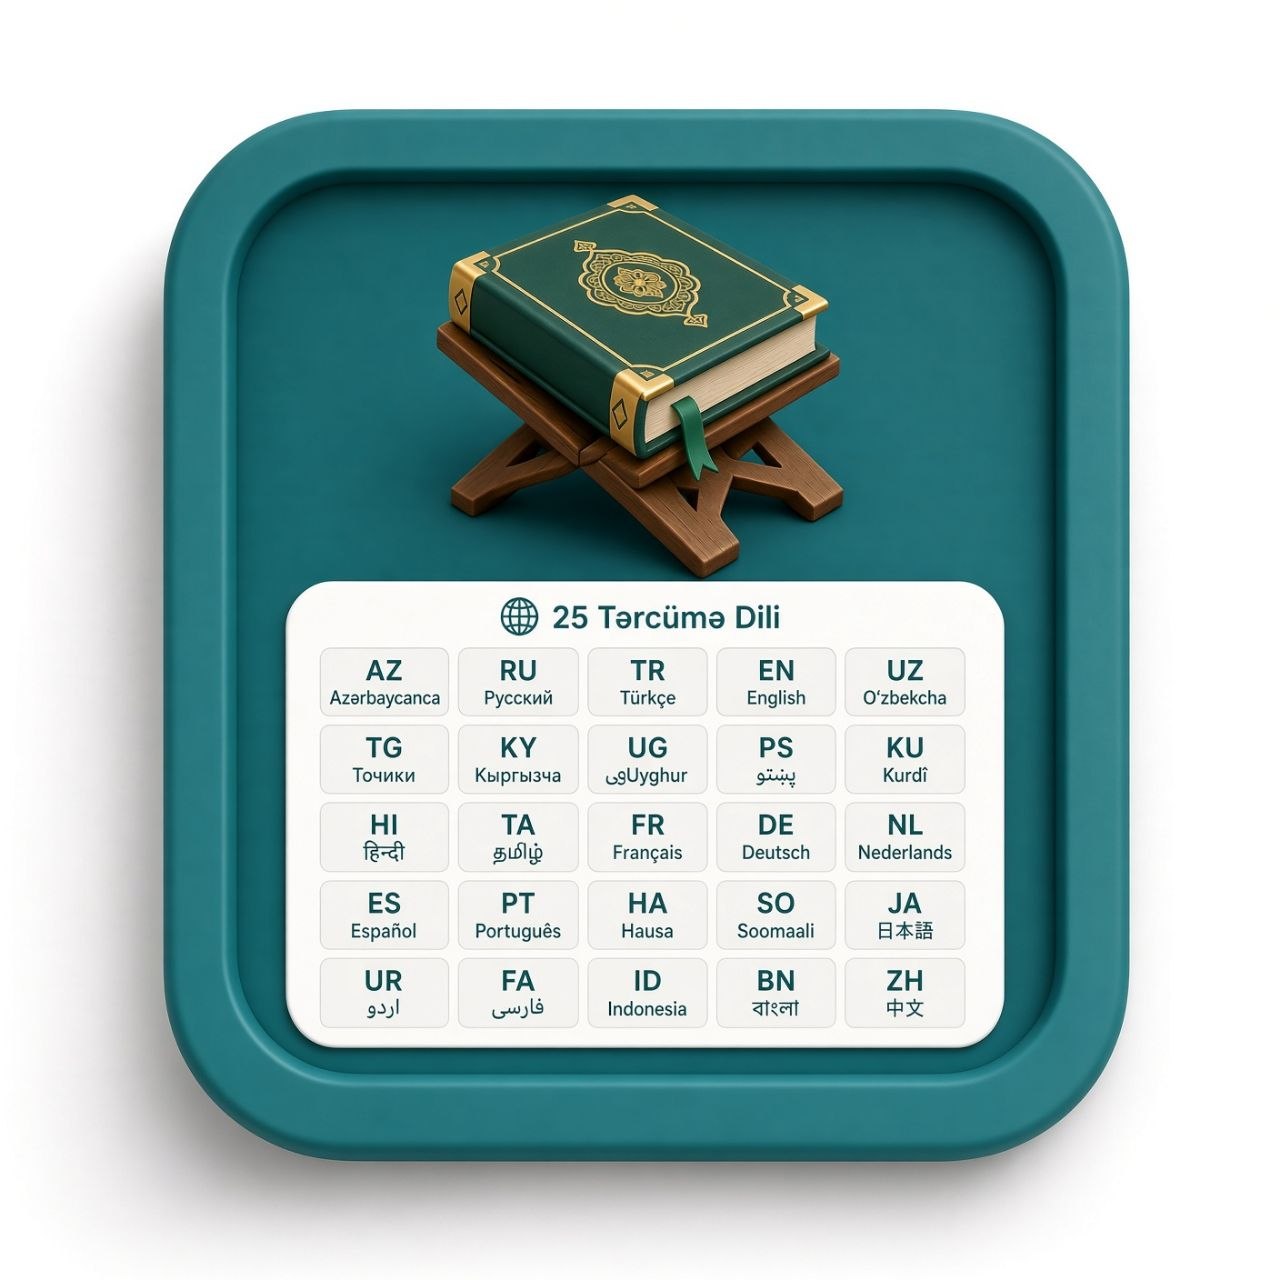 25 Tərcümə Dili
AZ RU TR EN UZ
Azərbaycanca Русский Türkçe English Oʻzbekcha
TG KY UG PS KU
Точики Кыргызча وىUyghur پښتو Kurdî
HI TA FR DE NL
हिन्दी தமிழ் Français Deutsch Nederlands
ES PT HA SO JA
Español Português Hausa Soomaali 日本語
UR FA ID BN ZH
اردو فارسی Indonesia বাংলা 中文